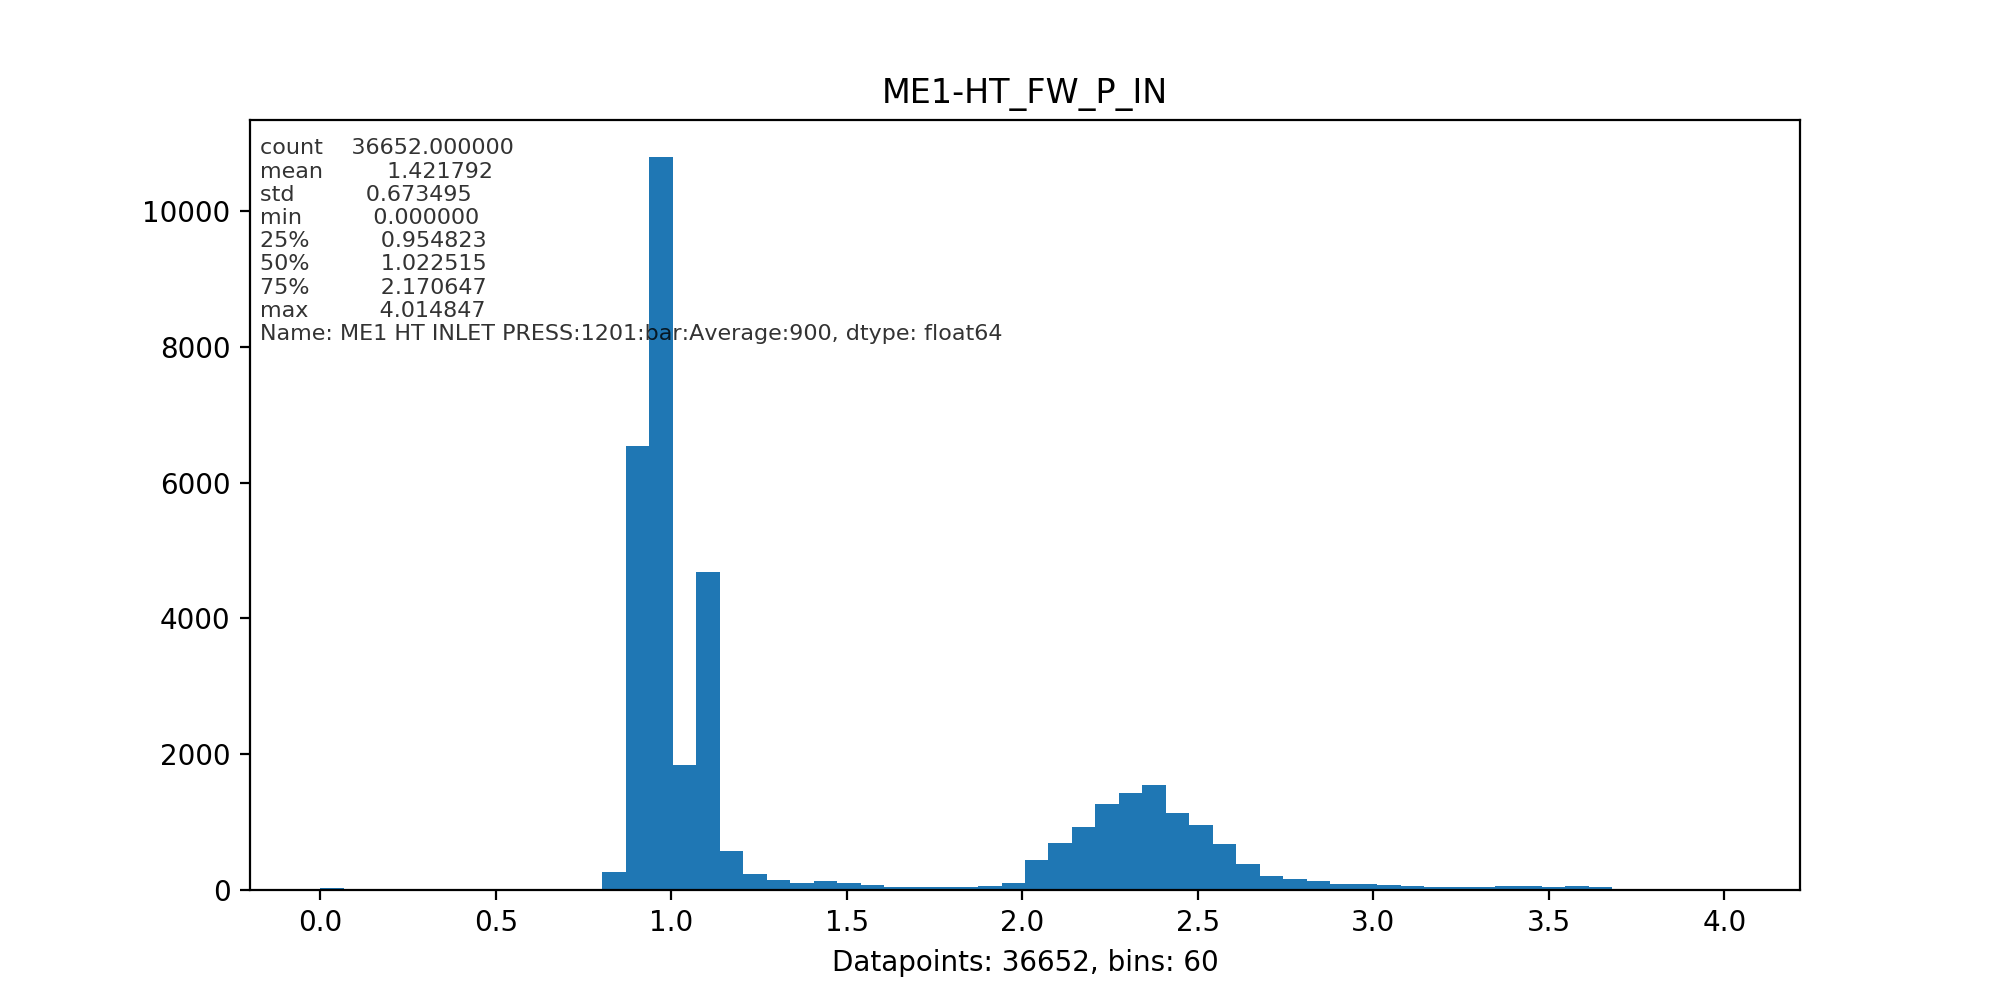 ME1-HT_FW_P_IN
count 36652.000000
mean 1.421792
std 0.673495
min 0.000000
25% 0.954823
50% 1.022515
75% 2.170647
max 4.014847
Name: ME1 HT INLET PRESS:1201:bar:Average:900, dtype: float64
10000
8000
6000
4000
2000
0
0.0 0.5 1.0 1.5 2.0 2.5 3.0 3.5 4.0
Datapoints: 36652, bins: 60